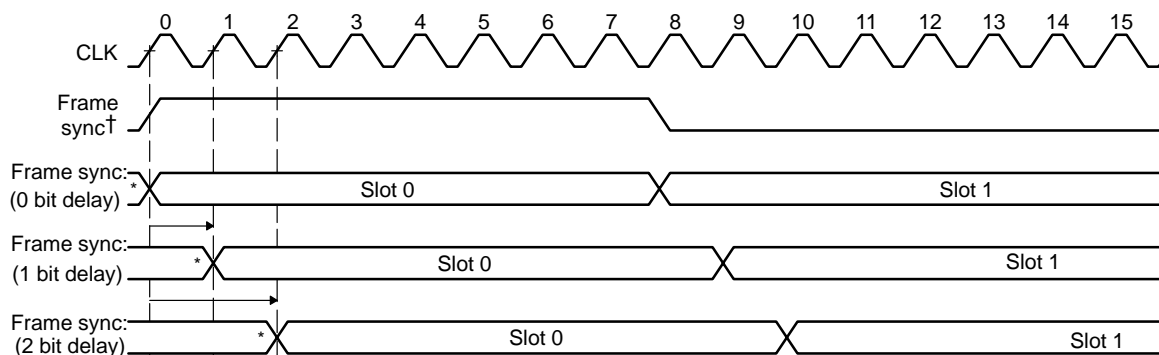 0 1 2 3 4 5 6 7 8 9 10 11 12 13 14 15
CLK
Frame
sync†
Frame sync:
(0 bit delay)
*
Slot 0
Slot 1
Frame sync:
(1 bit delay)
*
Slot 0
Slot 1
Frame sync:
(2 bit delay)
*
Slot 0
Slot 1